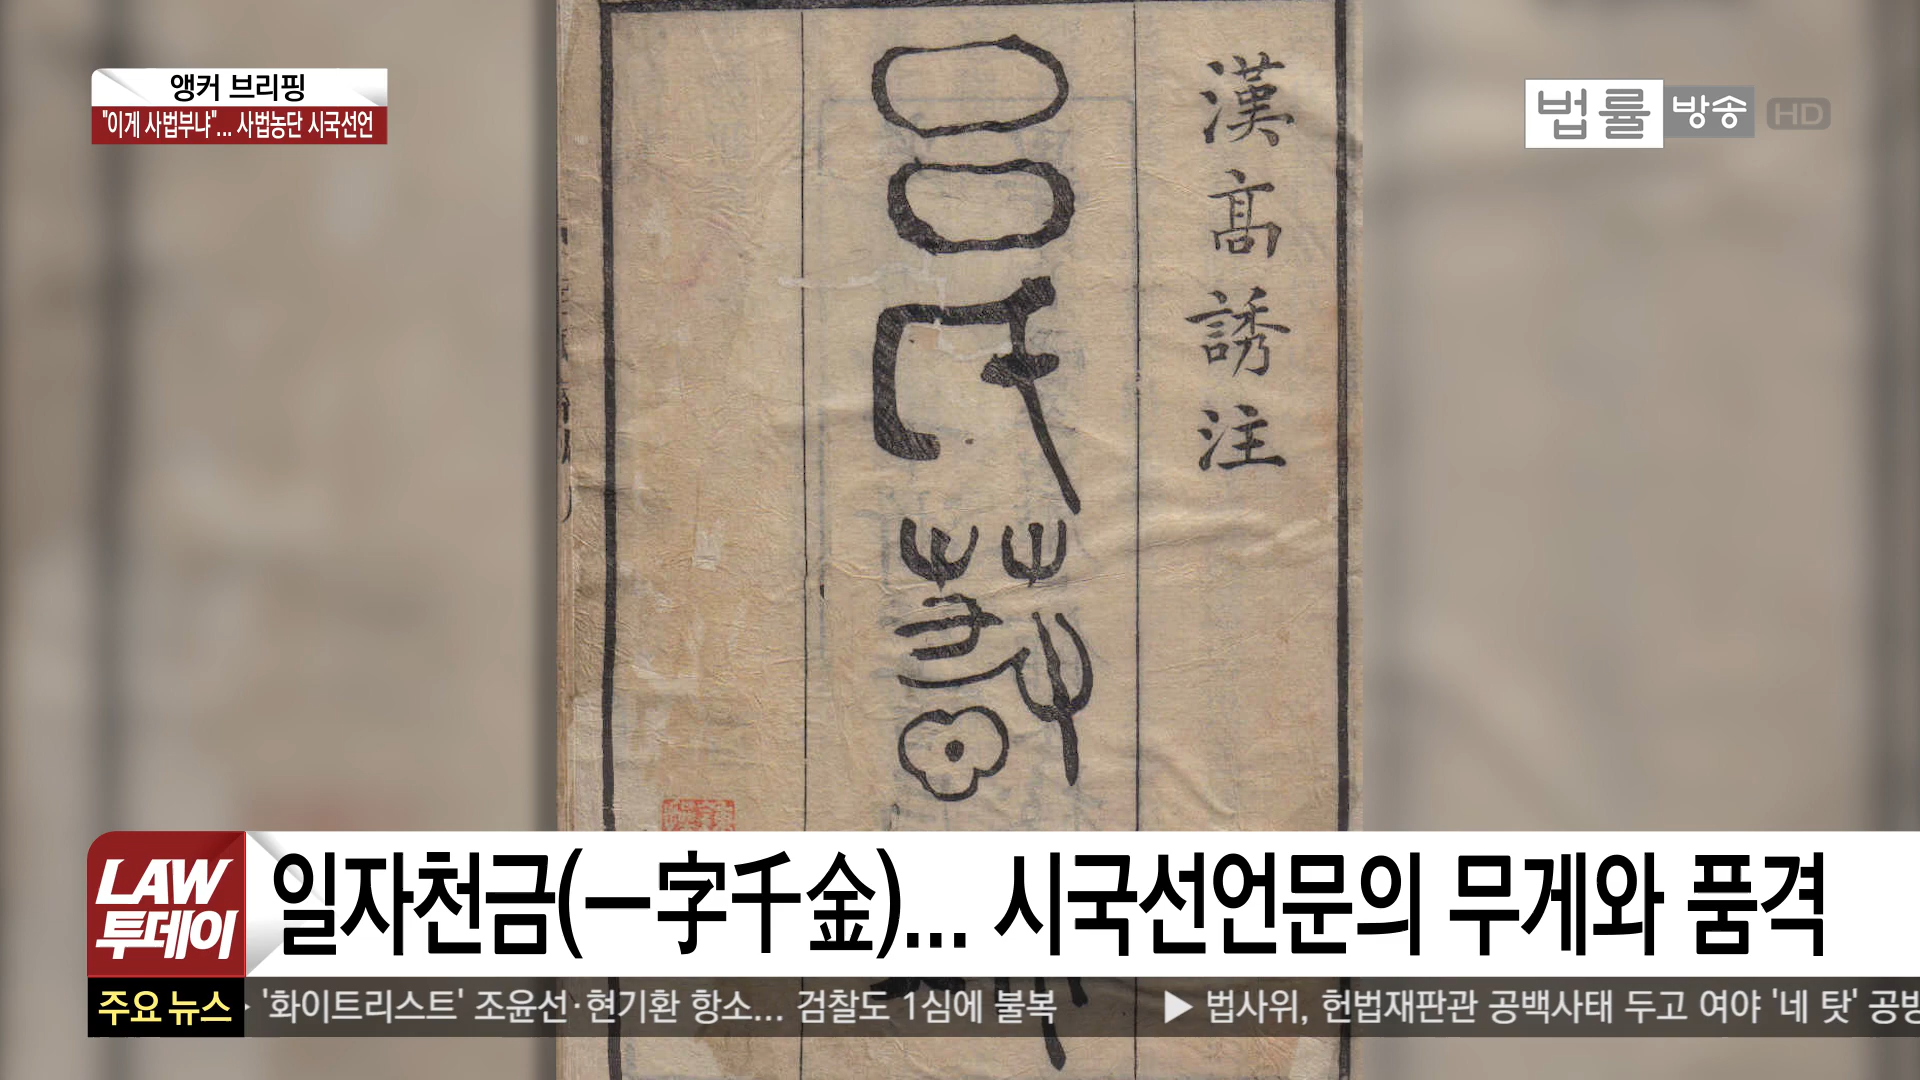 앵커 브리핑
"이게 사법부냐"... 사법농단 시국선언
법률방송 HD
漢高誘注
呂氏春
LAW
투데이
일자천금(一字千金)... 시국선언문의 무게와 품격
주요 뉴스
'화이트리스트' 조윤선·현기환 항소... 검찰도 1심에 불복 ▶ 법사위, 헌법재판관 공백사태 두고 여야 '네 탓' 공방